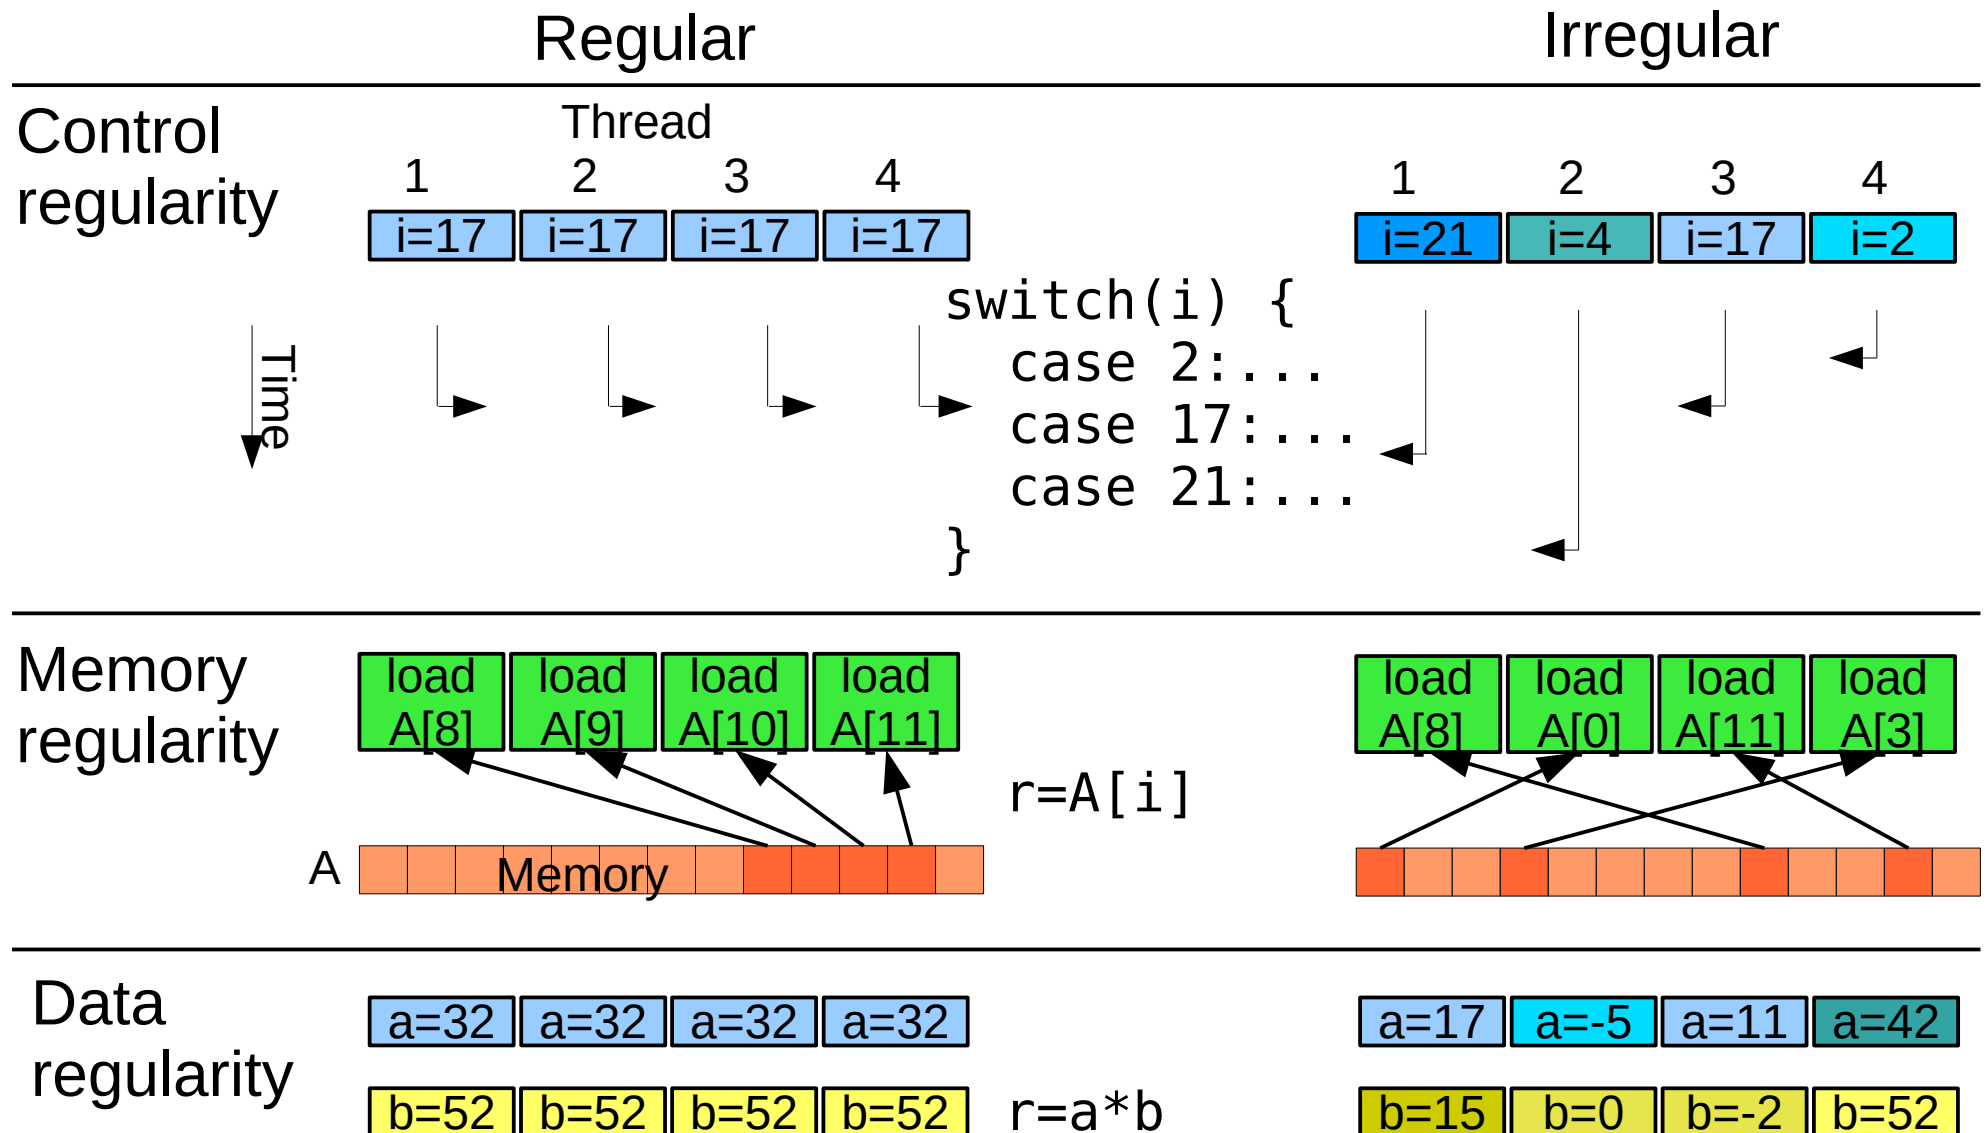 Regular Irregular
Control regularity
Thread
1 2 3 4
i=17 i=17 i=17 i=17
1 2 3 4
i=21 i=4 i=17 i=2
Time
switch(i) {
case 2:...
case 17:...
case 21:...
}
Memory regularity
load A[8] load A[9] load A[10] load A[11]
A Memory
r=A[i]
load A[8] load A[0] load A[11] load A[3]
Data regularity
a=32 a=32 a=32 a=32
b=52 b=52 b=52 b=52
r=a*b
a=17 a=-5 a=11 a=42
b=15 b=0 b=-2 b=52